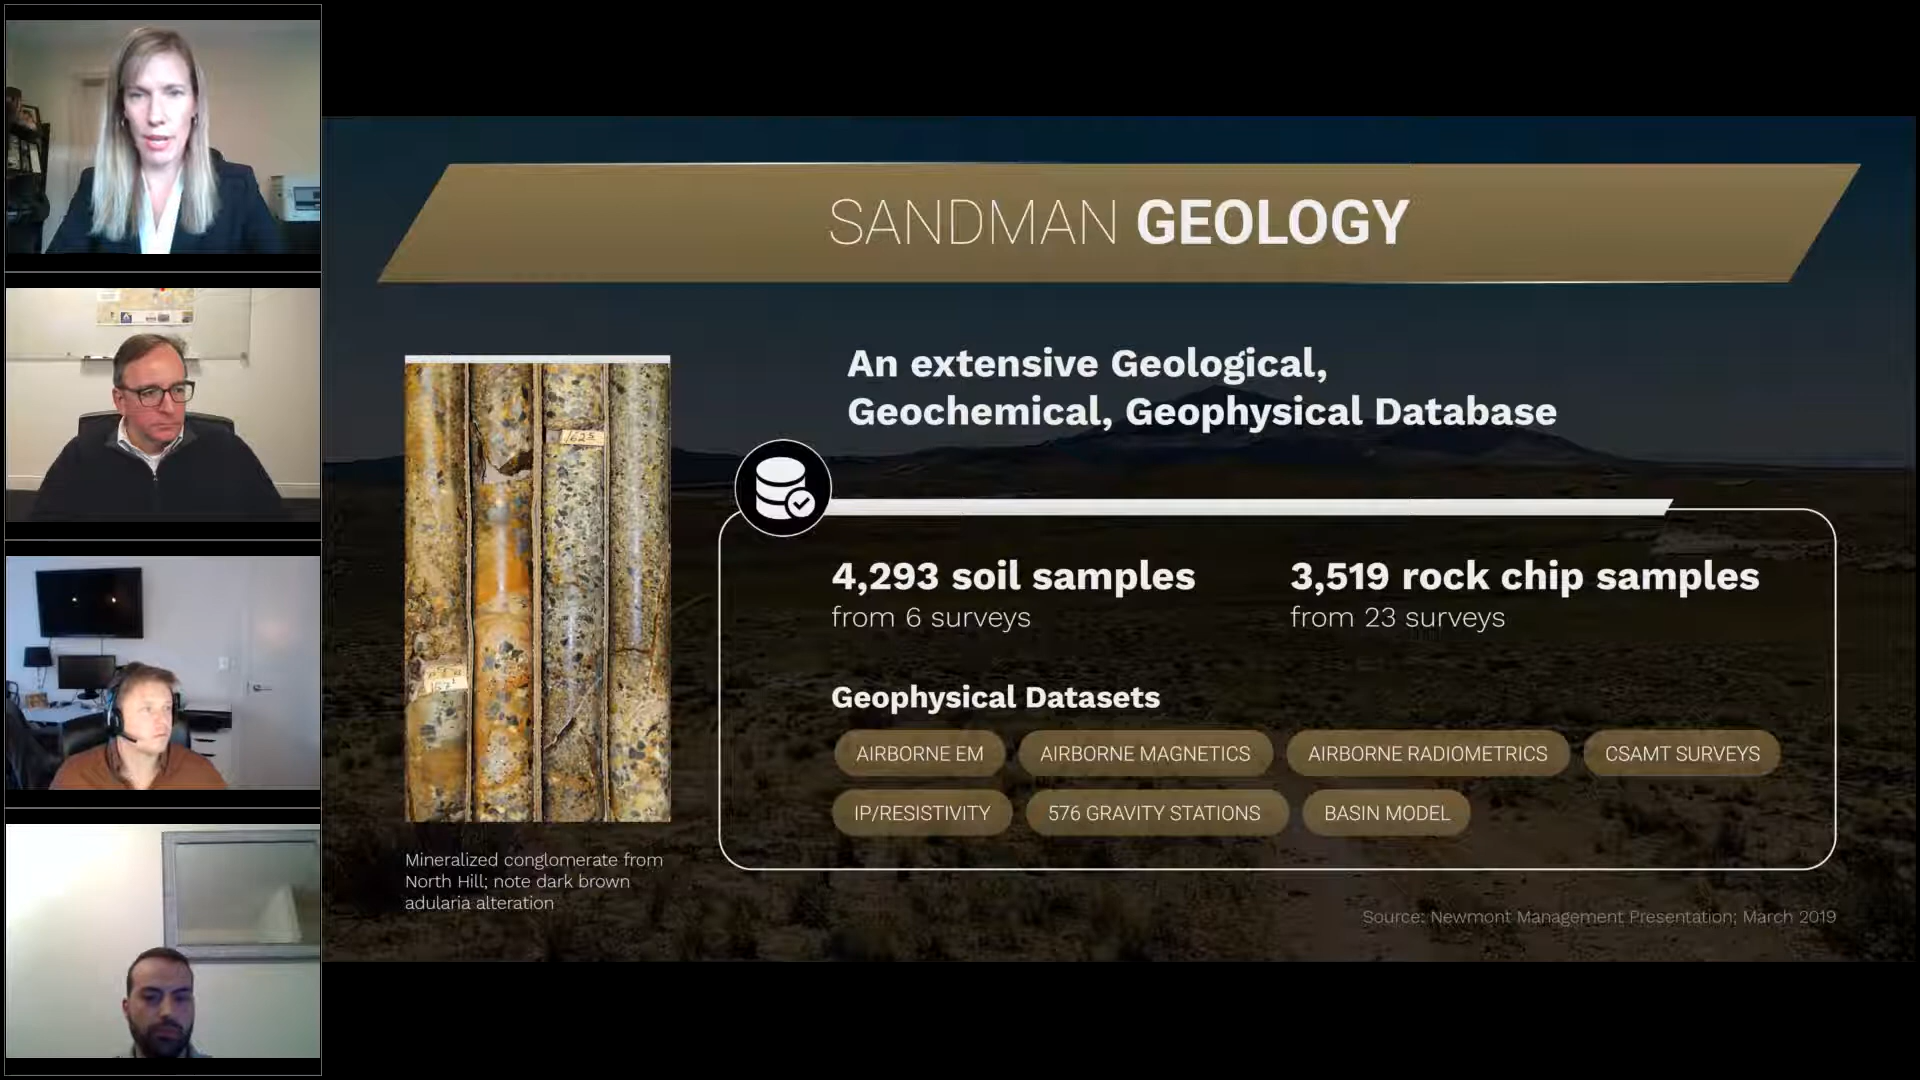 SANDMAN GEOLOGY
An extensive Geological,
Geochemical, Geophysical Database
4,293 soil samples
from 6 surveys
3,519 rock chip samples
from 23 surveys
Geophysical Datasets
AIRBORNE EM
AIRBORNE MAGNETICS
AIRBORNE RADIOMETRICS
CSAMT SURVEYS
IP/RESISTIVITY
576 GRAVITY STATIONS
BASIN MODEL
Mineralized conglomerate from
North Hill; note dark brown
adularia alteration
Source: Newmont Management Presentation; March 2019